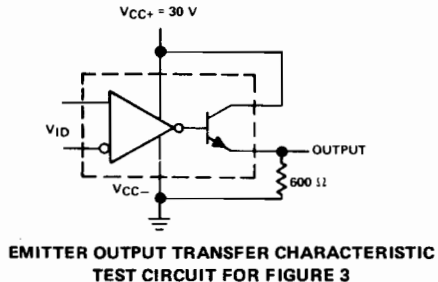 VCC+ = 30 V
VID
OUTPUT
600 Ω
VCC−
EMITTER OUTPUT TRANSFER CHARACTERISTIC
TEST CIRCUIT FOR FIGURE 3